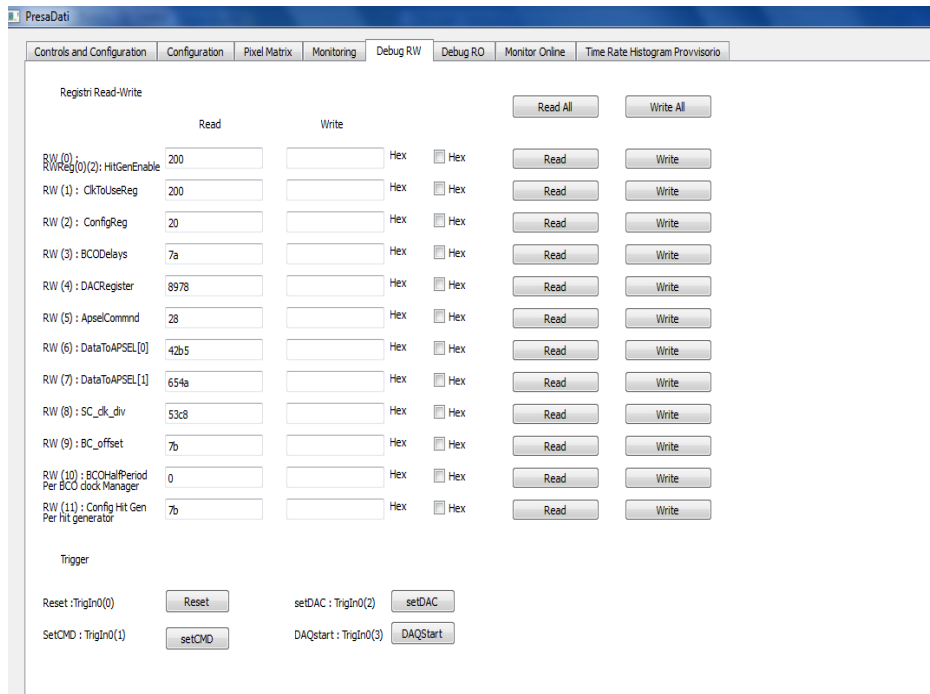 PresaDati
Controls and Configuration Configuration Pixel Matrix Monitoring Debug RW Debug RO Monitor Online Time Rate Histogram Provvisorio
Registri Read-Write
Read All Write All
Read Write
RW (0) :
RWReg(0)(2): HitGenEnable 200 Hex Hex Read Write
RW (1) : ClkToUseReg 200 Hex Hex Read Write
RW (2) : ConfigReg 20 Hex Hex Read Write
RW (3) : BCODelays 7a Hex Hex Read Write
RW (4) : DACRegister 8978 Hex Hex Read Write
RW (5) : ApselCommnd 28 Hex Hex Read Write
RW (6) : DataToAPSEL[0] 42b5 Hex Hex Read Write
RW (7) : DataToAPSEL[1] 654a Hex Hex Read Write
RW (8) : SC_clk_div 53c8 Hex Hex Read Write
RW (9) : BC_offset 7b Hex Hex Read Write
RW (10) : BCOHalfPeriod
Per BCO clock Manager 0 Hex Hex Read Write
RW (11) : Config Hit Gen
Per hit generator 7b Hex Hex Read Write
Trigger
Reset :TrigIn0(0) Reset setDAC : TrigIn0(2) setDAC
SetCMD : TrigIn0(1) setCMD DAQstart : TrigIn0(3) DAQStart